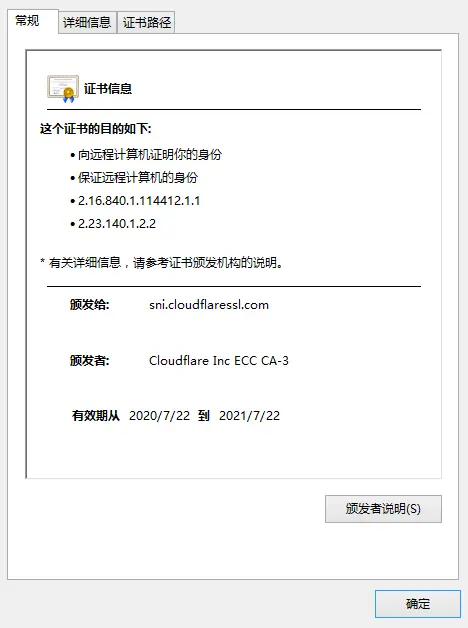 常规 详细信息 证书路径
证书信息
这个证书的目的如下:
• 向远程计算机证明你的身份
• 保证远程计算机的身份
• 2.16.840.1.114412.1.1
• 2.23.140.1.2.2
* 有关详细信息，请参考证书颁发机构的说明。
颁发给: sni.cloudflaressl.com
颁发者: Cloudflare Inc ECC CA-3
有效期从 2020/7/22 到 2021/7/22
颁发者说明(S)
确定